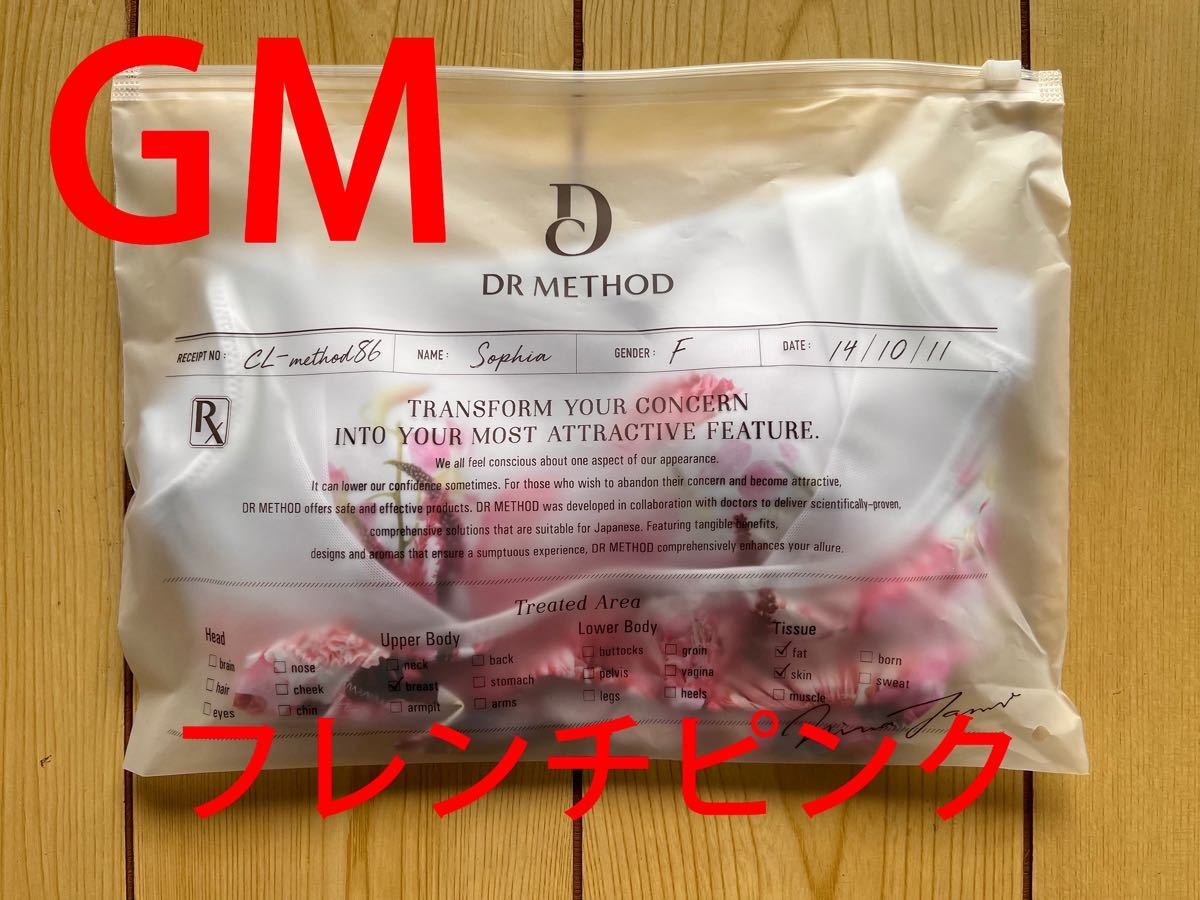 GM
DC
DR METHOD
RECEIPT NO : CL-method86 NAME : Sophia GENDER : F DATE : 14/10/11
Rx
TRANSFORM YOUR CONCERN
INTO YOUR MOST ATTRACTIVE FEATURE.
We all feel conscious about one aspect of our appearance.
It can lower our confidence sometimes. For those who wish to abandon their concern and become attractive,
DR METHOD offers safe and effective products. DR METHOD was developed in collaboration with doctors to deliver scientifically-proven,
comprehensive solutions that are suitable for Japanese. Featuring tangible benefits,
designs and aromas that ensure a sumptuous experience, DR METHOD comprehensively enhances your allure.
Treated Area
Head
brain nose
hair cheek
eyes chin
Upper Body
neck back
breast stomach
armpit arms
Lower Body
buttocks groin
pelvis vagina
legs heels
Tissue
fat born
skin sweat
muscle
フレンチピンク